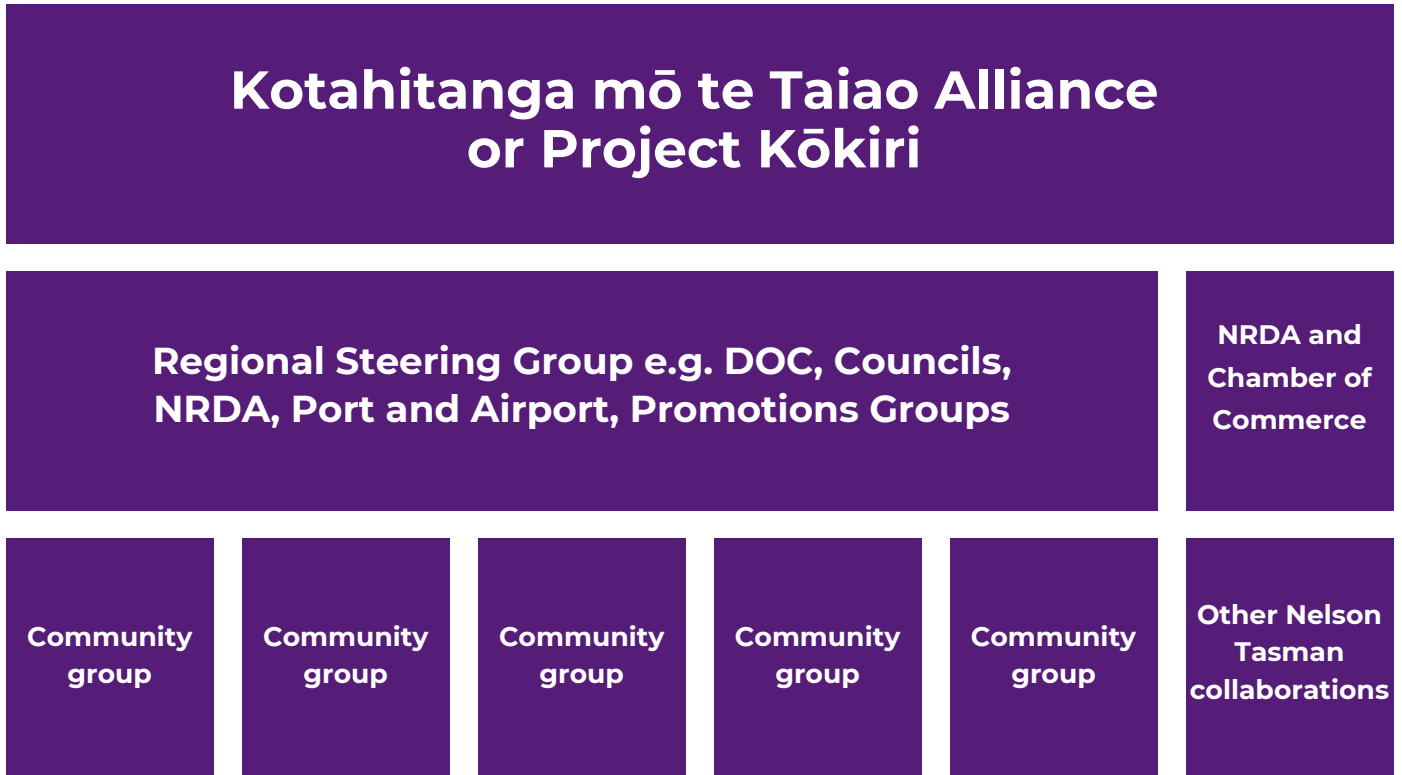 Kotahitanga mō te Taiao Alliance
or Project Kōkiri
Regional Steering Group e.g. DOC, Councils,
NRDA, Port and Airport, Promotions Groups
NRDA and
Chamber of
Commerce
Community
group
Community
group
Community
group
Community
group
Community
group
Other Nelson
Tasman
collaborations